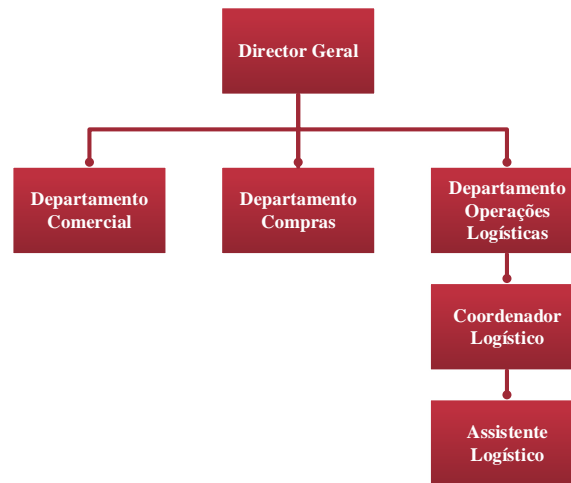 Director Geral
Departamento
Comercial
Departamento
Compras
Departamento
Operações
Logísticas
Coordenador
Logístico
Assistente
Logístico